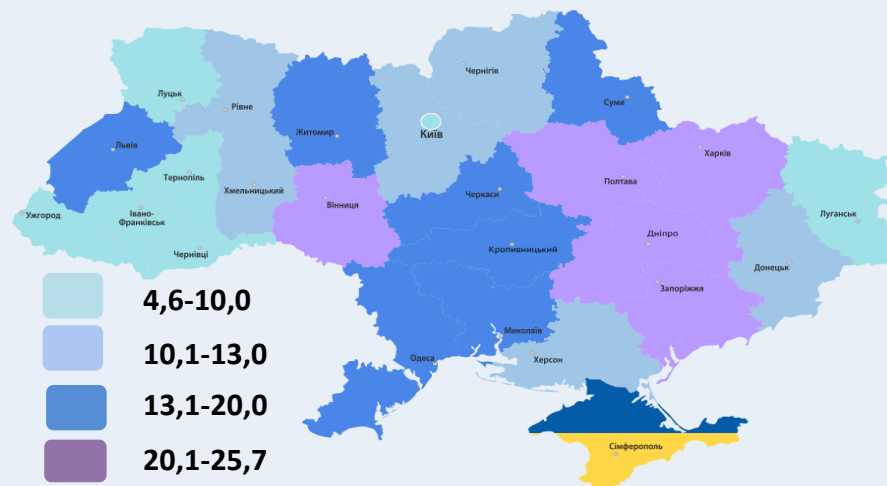 Чернігів
Луцьк
Рівне
Суми
Київ
Житомир
Львів
Харків
Тернопіль
Полтава
Хмельницький
Черкаси
Вінниця
Ужгород
Івано-
Франківськ
Луганськ
Дніпро
Чернівці
Кропивницький
Донецьк
Запоріжжя
4,6-10,0
10,1-13,0
Миколаїв
Одеса
Херсон
13,1-20,0
Сімферополь
20,1-25,7